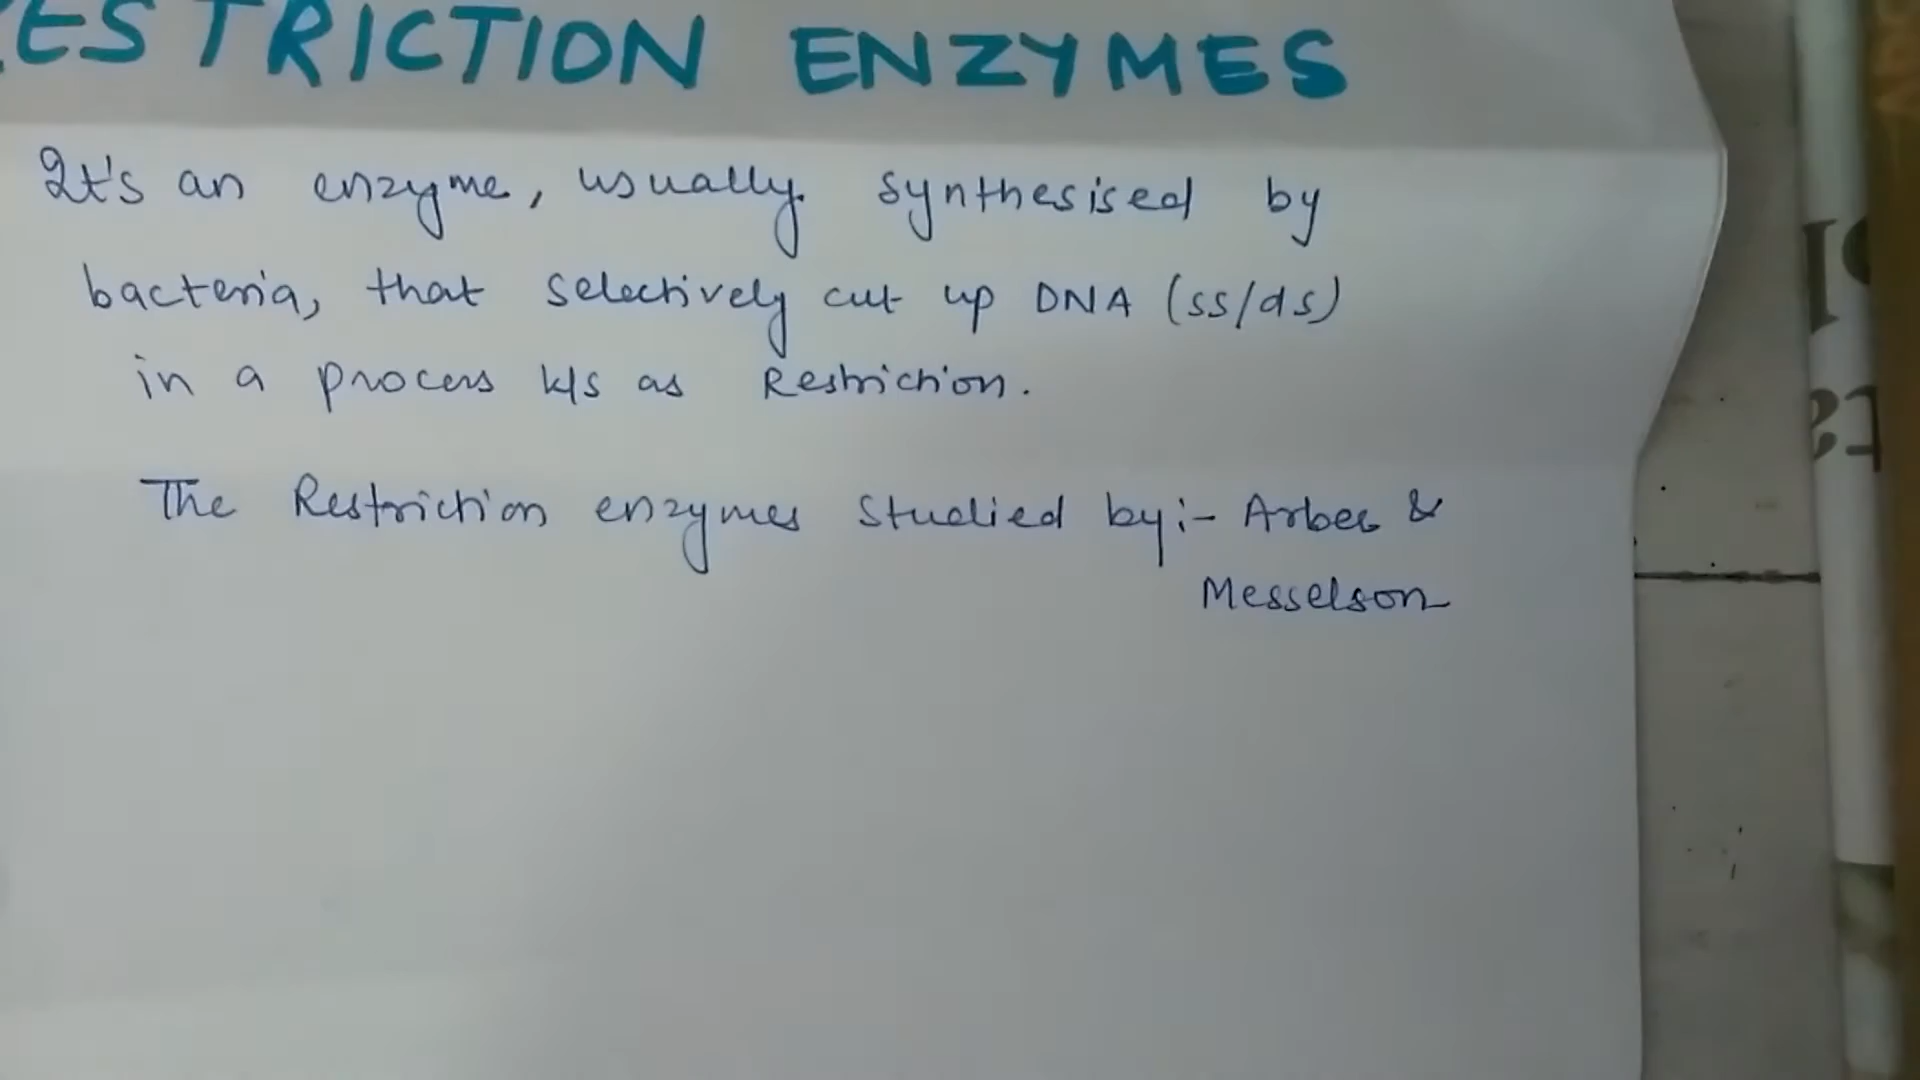 RESTRICTION ENZYMES
It's an enzyme, usually synthesised by
bacteria, that selectively cut up DNA (ss/ds)
in a process k/s as Restriction.
The Restriction enzymes studied by:- Arber &
Messelson